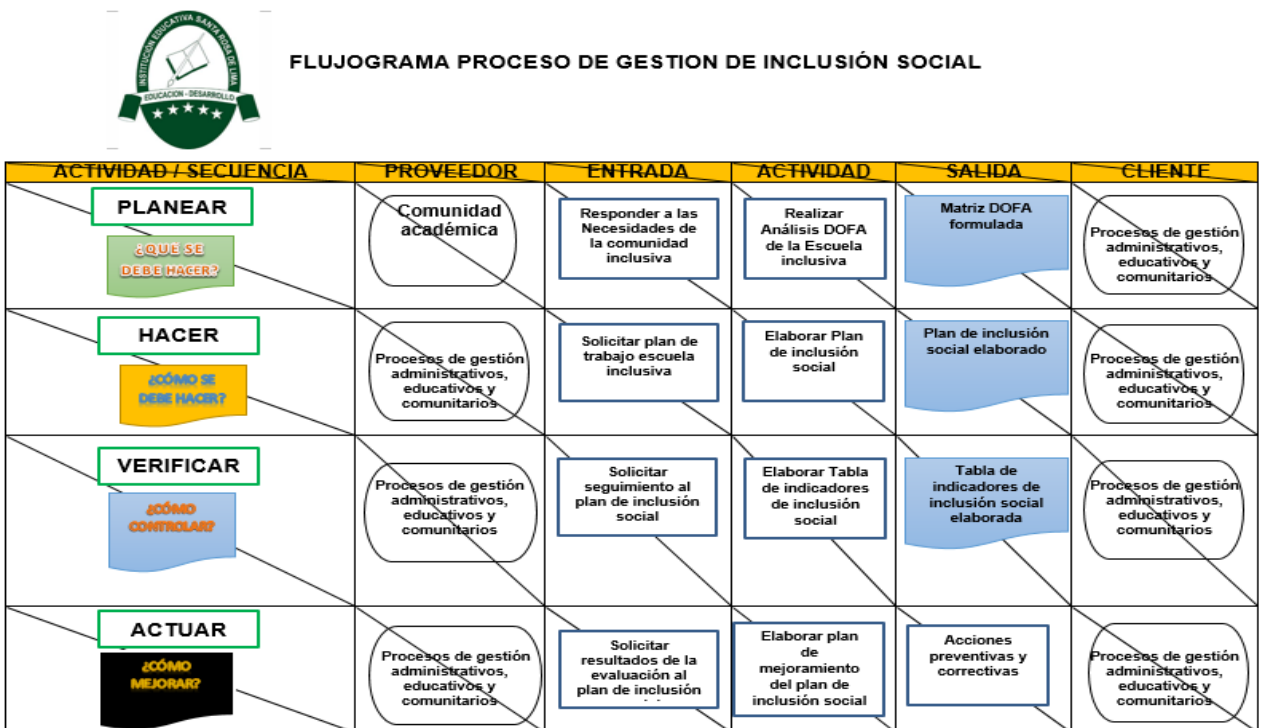 INSTITUCIÓN EDUCATIVA SANTA ROSA DE LIMA
EDUCACION - DESARROLLO
FLUJOGRAMA PROCESO DE GESTION DE INCLUSIÓN SOCIAL
ACTIVIDAD / SECUENCIA PROVEEDOR ENTRADA ACTIVIDAD SALIDA CLIENTE
PLANEAR
¿QUÉ SE
DEBE HACER?
Comunidad
académica
Responder a las
Necesidades de
la comunidad
inclusiva
Realizar
Análisis DOFA
de la Escuela
inclusiva
Matriz DOFA
formulada
Procesos de gestión
administrativos,
educativos y
comunitarios
HACER
¿CÓMO SE
DEBE HACER?
Procesos de gestión
administrativos,
educativos y
comunitarios
Solicitar plan de
trabajo escuela
inclusiva
Elaborar Plan
de inclusión
social
Plan de inclusión
social elaborado
Procesos de gestión
administrativos,
educativos y
comunitarios
VERIFICAR
¿CÓMO
CONTROLAR?
Procesos de gestión
administrativos,
educativos y
comunitarios
Solicitar
seguimiento al
plan de inclusión
social
Elaborar Tabla
de indicadores
de inclusión
social
Tabla de
indicadores de
inclusión social
elaborada
Procesos de gestión
administrativos,
educativos y
comunitarios
ACTUAR
¿CÓMO
MEJORAR?
Procesos de gestión
administrativos,
educativos y
comunitarios
Solicitar
resultados de la
evaluación al
plan de inclusión
Elaborar plan
de
mejoramiento
del plan de
inclusión social
Acciones
preventivas y
correctivas
Procesos de gestión
administrativos,
educativos y
comunitarios